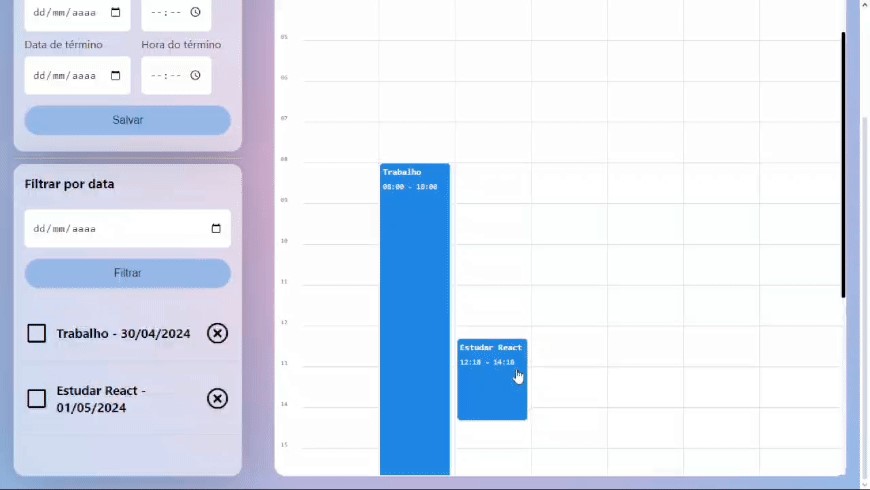 dd/mm/aaaa
--:--
Data de término
Hora do término
dd/mm/aaaa
--:--
Salvar
Filtrar por data
dd/mm/aaaa
Filtrar
Trabalho - 30/04/2024
Estudar React -
01/05/2024
05
06
07
08
09
10
11
12
13
14
15
Trabalho
08:00 - 18:00
Estudar React
12:18 - 14:18